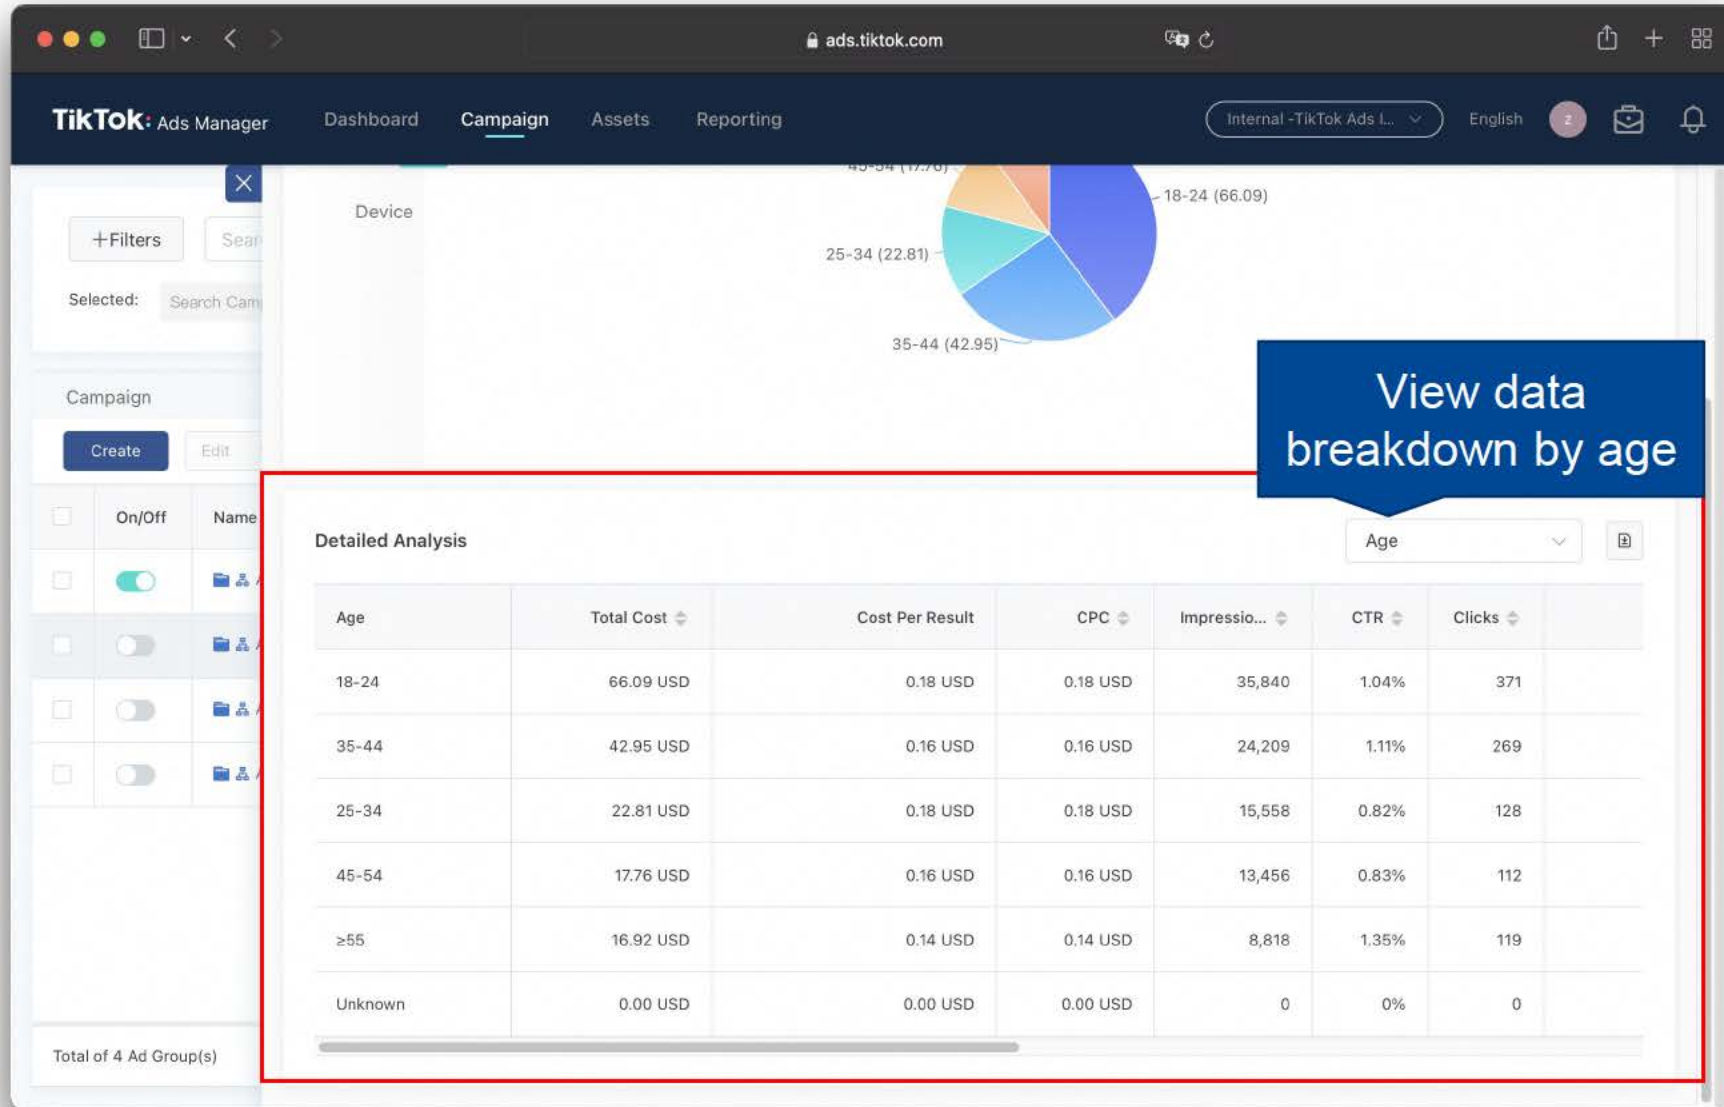 ads.tiktok.com
TikTok: Ads Manager
Dashboard
Campaign
Assets
Reporting
Internal -TikTok Ads I...
English
z
45-54 (17.76)
18-24 (66.09)
Device
25-34 (22.81)
35-44 (42.95)
+Filters
Sear
Selected:
Search Cam
Campaign
Create
Edit
On/Off
Name
Total of 4 Ad Group(s)
View data
breakdown by age
Detailed Analysis
Age
Age Total Cost Cost Per Result CPC Impressio... CTR Clicks
18-24 66.09 USD 0.18 USD 0.18 USD 35,840 1.04% 371
35-44 42.95 USD 0.16 USD 0.16 USD 24,209 1.11% 269
25-34 22.81 USD 0.18 USD 0.18 USD 15,558 0.82% 128
45-54 17.76 USD 0.16 USD 0.16 USD 13,456 0.83% 112
≥55 16.92 USD 0.14 USD 0.14 USD 8,818 1.35% 119
Unknown 0.00 USD 0.00 USD 0.00 USD 0 0% 0